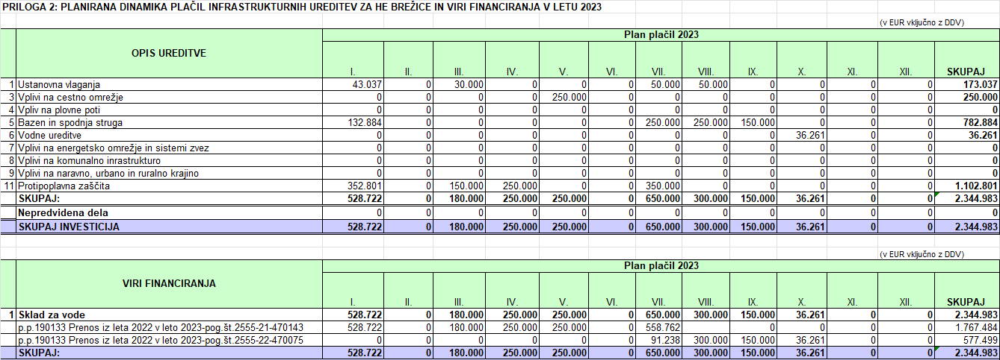 PRILOGA 2: PLANIRANA DINAMIKA PLAČIL INFRASTRUKTURNIH UREDITEV ZA HE BREŽICE IN VIRI FINANCIRANJA V LETU 2023
(v EUR vključno z DDV)
Plan plačil 2023
OPIS UREDITVE
I. II. III. IV. V. VI. VII. VIII. IX. X. XI. XII. SKUPAJ
1 Ustanovna vlaganja 43.037 0 30.000 0 0 0 50.000 50.000 0 0 0 0 173.037
3 Vplivi na cestno omrežje 0 0 0 0 250.000 0 0 0 0 0 0 0 250.000
4 Vpliv na plovne poti 0 0 0 0 0 0 0 0 0 0 0 0 0
5 Bazen in spodnja struga 132.884 0 0 0 0 0 250.000 250.000 150.000 0 0 0 782.884
6 Vodne ureditve 0 0 0 0 0 0 0 0 0 36.261 0 0 36.261
7 Vplivi na energetsko omrežje in sistemi zvez 0 0 0 0 0 0 0 0 0 0 0 0 0
8 Vplivi na komunalno inrastrukturo 0 0 0 0 0 0 0 0 0 0 0 0 0
9 Vplivi na naravno, urbano in ruralno krajino 0 0 0 0 0 0 0 0 0 0 0 0 0
11 Protipoplavna zaščita 352.801 0 150.000 250.000 0 0 350.000 0 0 0 0 0 1.102.801
SKUPAJ: 528.722 0 180.000 250.000 250.000 0 650.000 300.000 150.000 36.261 0 0 2.344.983
Nepredvidena dela 0 0 0 0 0 0 0 0 0 0 0 0 0
SKUPAJ INVESTICIJA 528.722 0 180.000 250.000 250.000 0 650.000 300.000 150.000 36.261 0 0 2.344.983
(v EUR vključno z DDV)
Plan plačil 2023
VIRI FINANCIRANJA
I. II. III. IV. V. VI. VII. VIII. IX. X. XI. XII. SKUPAJ
1 Sklad za vode 528.722 0 180.000 250.000 250.000 0 650.000 300.000 150.000 36.261 0 0 2.344.983
p.p.190133 Prenos iz leta 2022 v leto 2023-pog.št.2555-21-470143 528.722 0 180.000 250.000 250.000 0 558.762 0 0 0 0 1.767.484
p.p.190133 Prenos iz leta 2022 v leto 2023-pog.št.2555-22-470075 0 0 0 0 0 0 91.238 300.000 150.000 36.261 0 0 577.499
SKUPAJ: 528.722 0 180.000 250.000 250.000 0 650.000 300.000 150.000 36.261 0 0 2.344.983